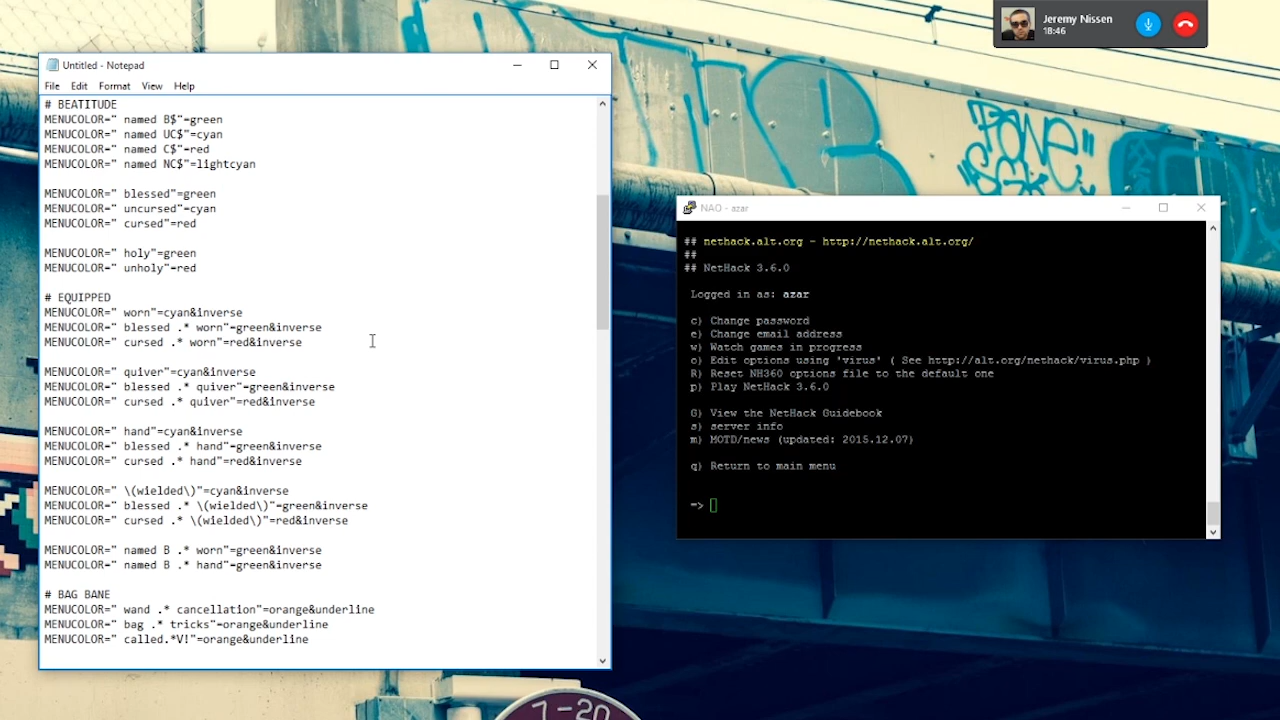 Jeremy Nissen
18:46
Untitled - Notepad
File Edit Format View Help
# BEATITUDE
MENUCOLOR=" named B$"=green
MENUCOLOR=" named UC$"=cyan
MENUCOLOR=" named C$"=red
MENUCOLOR=" named NC$"=lightcyan
MENUCOLOR=" blessed"=green
MENUCOLOR=" uncursed"=cyan
MENUCOLOR=" cursed"=red
MENUCOLOR=" holy"=green
MENUCOLOR=" unholy"=red
# EQUIPPED
MENUCOLOR=" worn"=cyan&inverse
MENUCOLOR=" blessed .* worn"=green&inverse
MENUCOLOR=" cursed .* worn"=red&inverse
MENUCOLOR=" quiver"=cyan&inverse
MENUCOLOR=" blessed .* quiver"=green&inverse
MENUCOLOR=" cursed .* quiver"=red&inverse
MENUCOLOR=" hand"=cyan&inverse
MENUCOLOR=" blessed .* hand"=green&inverse
MENUCOLOR=" cursed .* hand"=red&inverse
MENUCOLOR=" \(wielded\)"=cyan&inverse
MENUCOLOR=" blessed .* \(wielded\)"=green&inverse
MENUCOLOR=" cursed .* \(wielded\)"=red&inverse
MENUCOLOR=" named B .* worn"=green&inverse
MENUCOLOR=" named B .* hand"=green&inverse
# BAG BANE
MENUCOLOR=" wand .* cancellation"=orange&underline
MENUCOLOR=" bag .* tricks"=orange&underline
MENUCOLOR=" called.*V!"=orange&underline
NAO - azar
## nethack.alt.org - http://nethack.alt.org/
##
## NetHack 3.6.0
Logged in as: azar
c) Change password
e) Change email address
w) Watch games in progress
o) Edit options using 'virus' ( See http://alt.org/nethack/virus.php )
R) Reset NH360 options file to the default one
p) Play NetHack 3.6.0
G) View the NetHack Guidebook
s) server info
m) MOTD/news (updated: 2015.12.07)
q) Return to main menu
=>
7-20